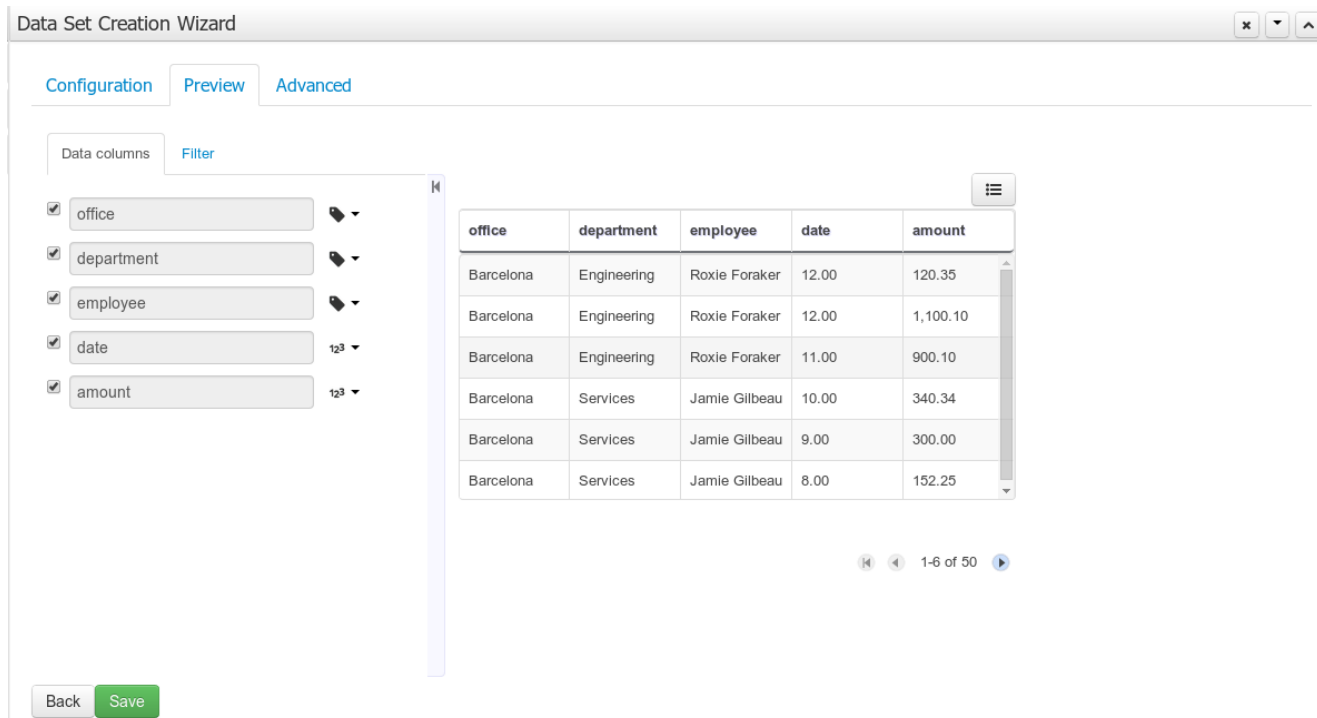 Data Set Creation Wizard
Configuration Preview Advanced
Data columns Filter
office
department
employee
date 123
amount 123
office department employee date amount
Barcelona Engineering Roxie Foraker 12.00 120.35
Barcelona Engineering Roxie Foraker 12.00 1,100.10
Barcelona Engineering Roxie Foraker 11.00 900.10
Barcelona Services Jamie Gilbeau 10.00 340.34
Barcelona Services Jamie Gilbeau 9.00 300.00
Barcelona Services Jamie Gilbeau 8.00 152.25
1-6 of 50
Back Save